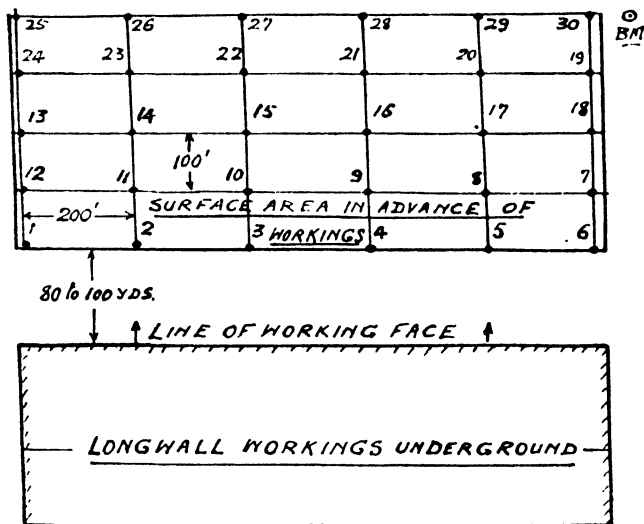 25 26 27 28 29 30
BM
24 23 22 21 20 19
13 14 15 16 17 18
100'
12 11 10 9 8 7
200' SURFACE AREA IN ADVANCE OF
1 2 3 WORKINGS 4 5 6
80 to 100 YDS.
LINE OF WORKING FACE
LONGWALL WORKINGS UNDERGROUND